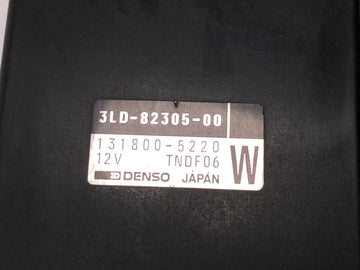 3LD-82305-00
131800-5220
12V TNDF06 W
DENSO JAPAN